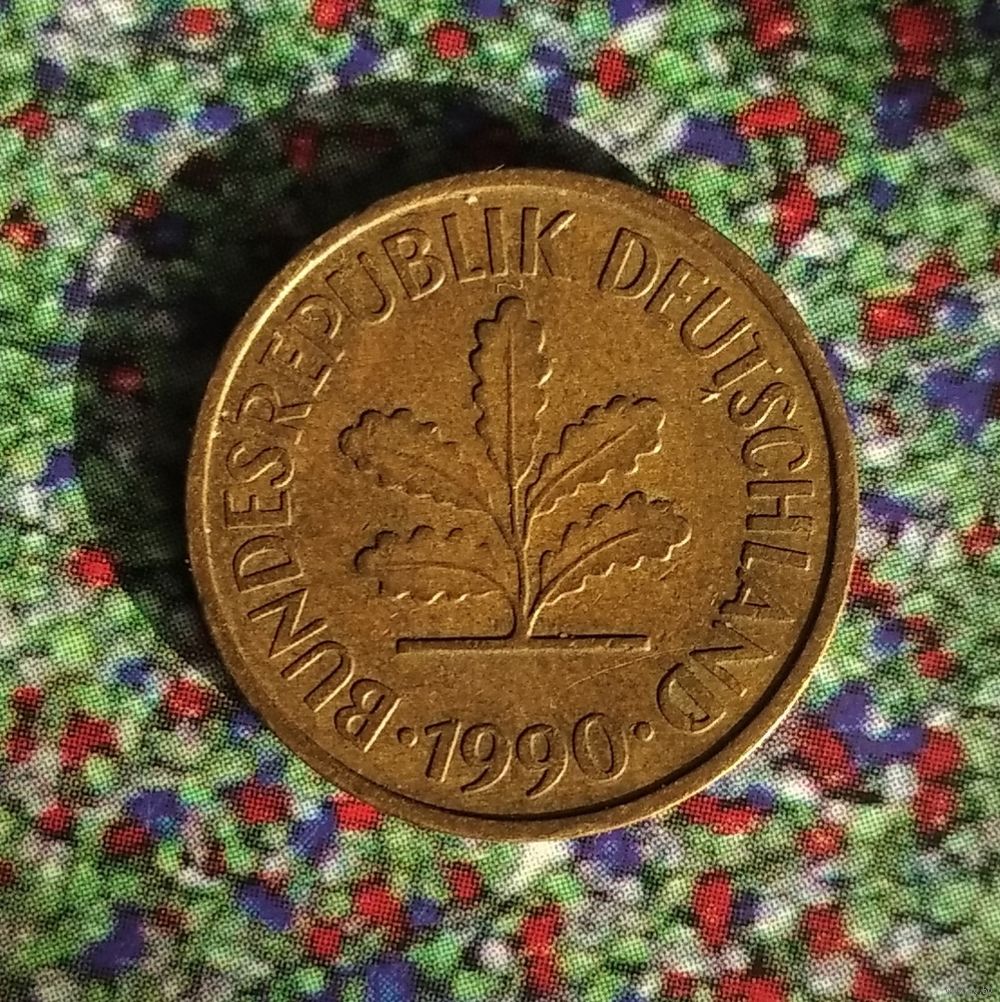 BUNDESREPUBLIK DEUTSCHLAND
· 1990 ·